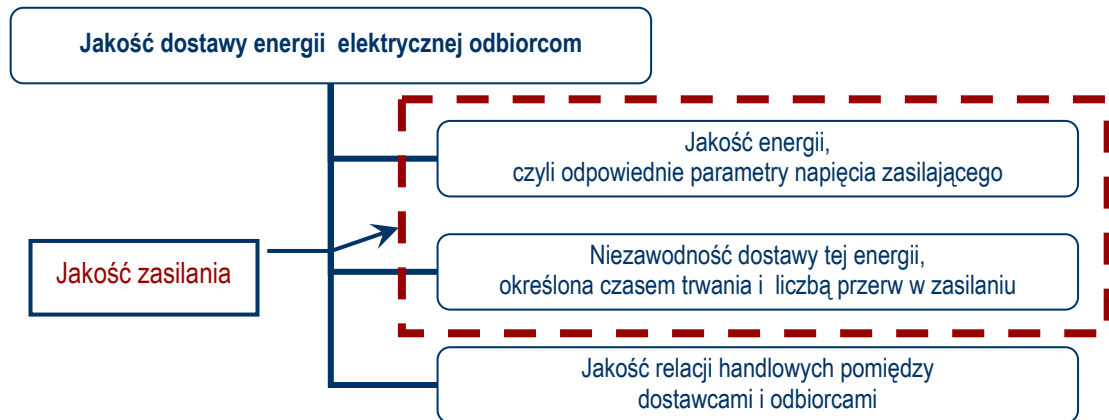 Jakość dostawy energii elektrycznej odbiorcom
Jakość energii,
czyli odpowiednie parametry napięcia zasilającego
Jakość zasilania
Niezawodność dostawy tej energii,
określona czasem trwania i liczbą przerw w zasilaniu
Jakość relacji handlowych pomiędzy
dostawcami i odbiorcami